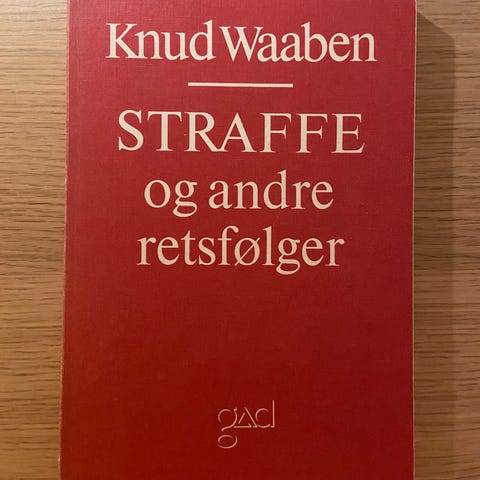 Knud Waaben
STRAFFE
og andre
retsfølger
gad